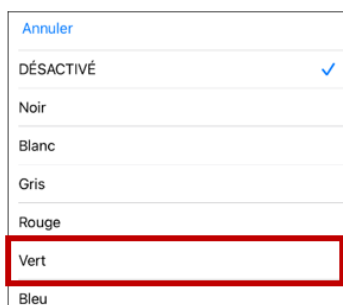 Annuler
DÉSACTIVÉ
Noir
Blanc
Gris
Rouge
Vert
Bleu